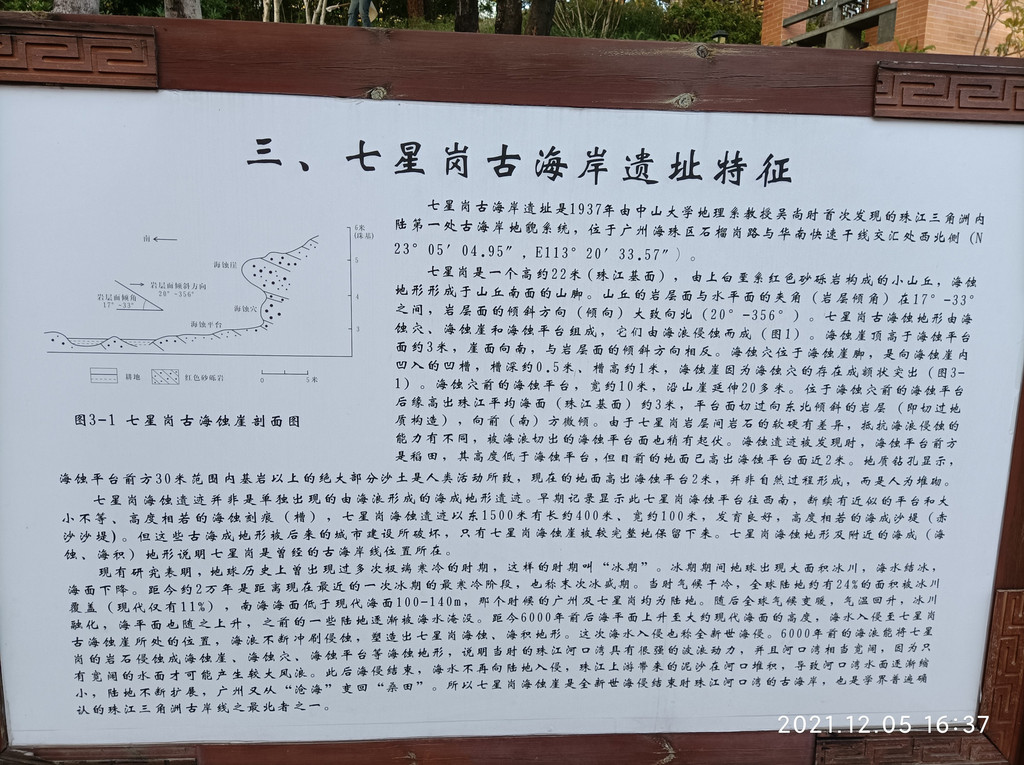 三、七星岗古海岸遗址特征
七星岗古海岸遗址是1937年由中山大学地理系教授吴尚时首次发现的珠江三角洲内
陆第一处古海岸地貌系统，位于广州海珠区石榴岗路与华南快速干线交汇处西北侧（N
23°05′04.95″,E113°20′33.57″）。
七星岗是一个高约22米(珠江基面)，由上白垩系红色砂砾岩构成的小山丘，海蚀
地形形成于山丘南面的山脚。山丘的岩层面与水平面的夹角（岩层倾角）在17°-33°
之间，岩层面的倾斜方向（倾向）大致向北（20°-356°）。七星岗古海蚀地形由海
蚀穴、海蚀崖和海蚀平台组成，它们由海浪侵蚀而成（图1）。海蚀崖顶高于海蚀平台
面约3米，崖面向南，与岩层面的倾斜方向相反。海蚀穴位于海蚀崖脚，是向海蚀崖内
凹入的凹槽，槽深约0.5米、槽高约1米，海蚀崖因为海蚀穴的存在成额状突出（图3-
1）。海蚀穴前的海蚀平台，宽约10米，沿山崖延伸20多米。位于海蚀穴前的海蚀平台
后缘高出珠江平均海面（珠江基面）约3米，平台面切过向东北倾斜的岩层（即切过地
质构造），向前（南）方微倾。由于七星岗岩层间岩石的软硬有差异，抵抗海浪侵蚀的
能力有不同，被海浪切出的海蚀平台面也稍有起伏。海蚀遗迹被发现时，海蚀平台前方
是稻田，其高度低于海蚀平台,但目前的地面已高出海蚀平台面近2米。地质钻孔显示，
海蚀平台前方30米范围内基岩以上的绝大部分沙土是人类活动所致，现在的地面高出海蚀平台2米，并非自然过程形成，而是人为堆砌。
七星岗海蚀遗迹并非是单独出现的由海浪形成的海成地形遗迹。早期记录显示此七星岗海蚀平台往西南，断续有近似的平台和大
小不等、高度相若的海蚀刻痕（槽），七星岗海蚀遗迹以东1500米有长约400米、宽约100米，发育良好，高度相若的海成沙堤（赤
沙沙堤)。但这些古海成地形被后来的城市建设所破坏，只有七星岗海蚀崖被较完整地保留下来。七星岗海蚀地形及附近的海成（海
蚀、海积）地形说明七星岗是曾经的古海岸线位置所在。
现有研究表明，地球历史上曾出现过多次极端寒冷的时期，这样的时期叫“冰期”。冰期期间地球出现大面积冰川，海水结冰，
海面下降。距今约2万年是距离现在最近的一次冰期的最寒冷阶段，也称末次冰盛期。当时气候干冷，全球陆地约有24%的面积被冰川
覆盖（现代仅有11%），南海海面低于现代海面100-140m，那个时候的广州及七星岗均为陆地。随后全球气候变暖，气温回升，冰川
融化，海平面也随之上升，之前的一些陆地逐渐被海水淹没。距今6000年前后海平面上升至大约现代海面的高度，海水入侵至七星岗
古海蚀崖所处的位置，海浪不断冲刷侵蚀，塑造出七星岗海蚀、海积地形。这次海水入侵也称全新世海侵。6000年前的海浪能将七星
岗的岩石侵蚀成海蚀崖、海蚀穴、海蚀平台等海蚀地形，说明当时的珠江河口湾具有很强的波浪动力，并且河口湾相当宽阔，因为只
有宽阔的水面才可能产生较大风浪。此后海侵结束，海水不再向陆地入侵，珠江上游带来的泥沙在河口堆积，导致河口湾水面逐渐缩
小，陆地不断扩展，广州又从“沧海”变回“桑田”。所以七星岗海蚀崖是全新世海侵结束时珠江河口湾的古海岸，也是学界普遍确
认的珠江三角洲古岸线之最北者之一。
南
6米
(珠基)
海蚀崖
5
岩层面倾斜方向
20°-356°
岩层面倾角
17°-33°
4
海蚀穴
海蚀平台
3
耕地
红色砂砾岩
0
5米
图3-1 七星岗古海蚀崖剖面图
2021.12.05 16:37